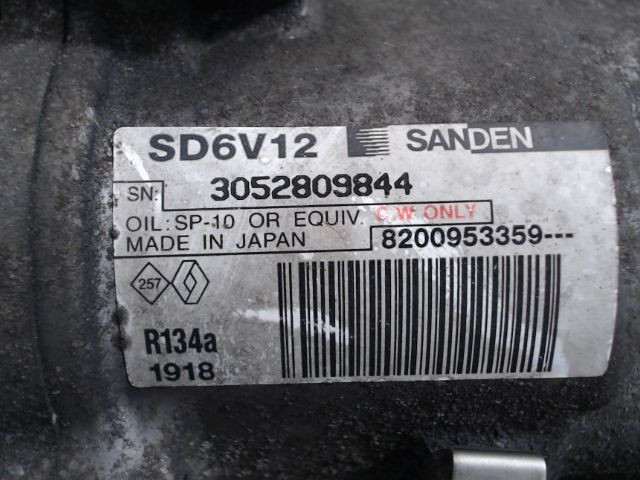 SD6V12 SANDEN
SN: 3052809844
OIL: SP-10 OR EQUIV. C.W. ONLY
MADE IN JAPAN 8200953359---
257
R134a
1918